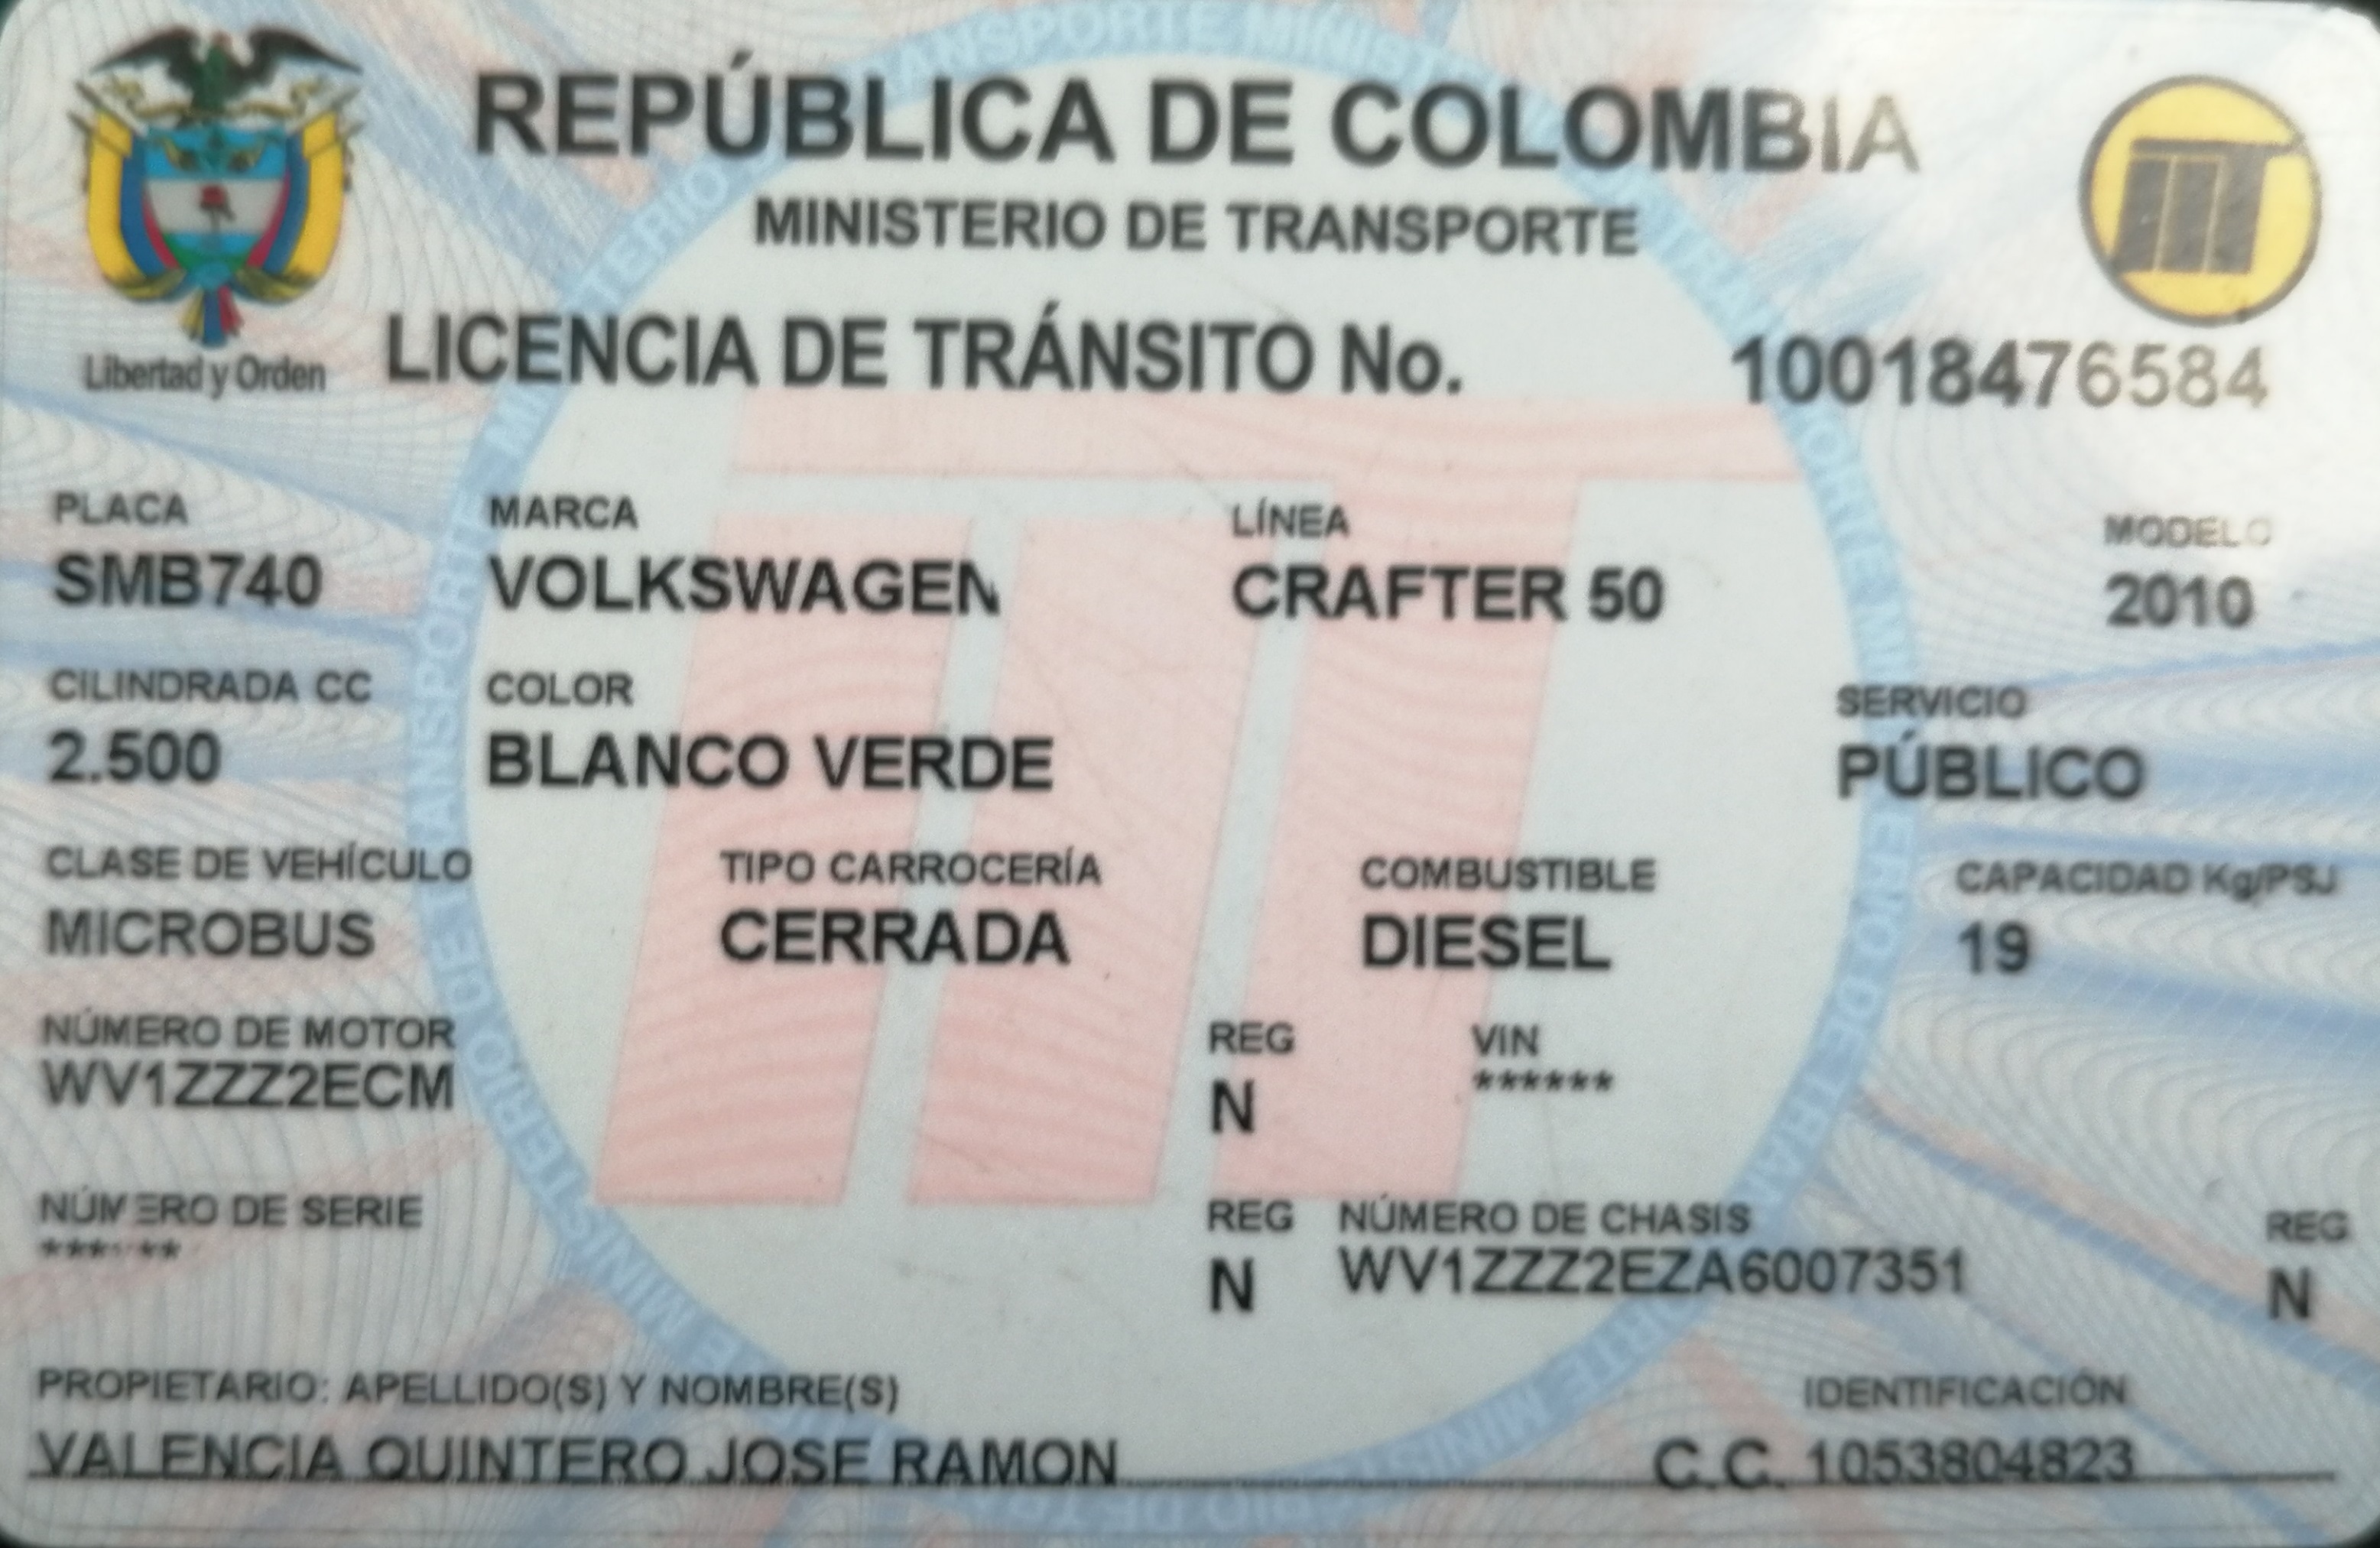 REPÚBLICA DE COLOMBIA
MINISTERIO DE TRANSPORTE
Libertad y Orden
LICENCIA DE TRÁNSITO No. 10018476584
PLACA MARCA LÍNEA MODELO
SMB740 VOLKSWAGEN CRAFTER 50 2010
CILINDRADA CC COLOR SERVICIO
2.500 BLANCO VERDE PÚBLICO
CLASE DE VEHÍCULO TIPO CARROCERÍA COMBUSTIBLE CAPACIDAD Kg/PSJ
MICROBUS CERRADA DIESEL 19
NÚMERO DE MOTOR REG VIN
WV1ZZZ2ECM N ******
NÚMERO DE SERIE REG NÚMERO DE CHASIS REG
****** N WV1ZZZ2EZA6007351 N
PROPIETARIO: APELLIDO(S) Y NOMBRE(S) IDENTIFICACIÓN
VALENCIA QUINTERO JOSE RAMON C.C. 1053804823